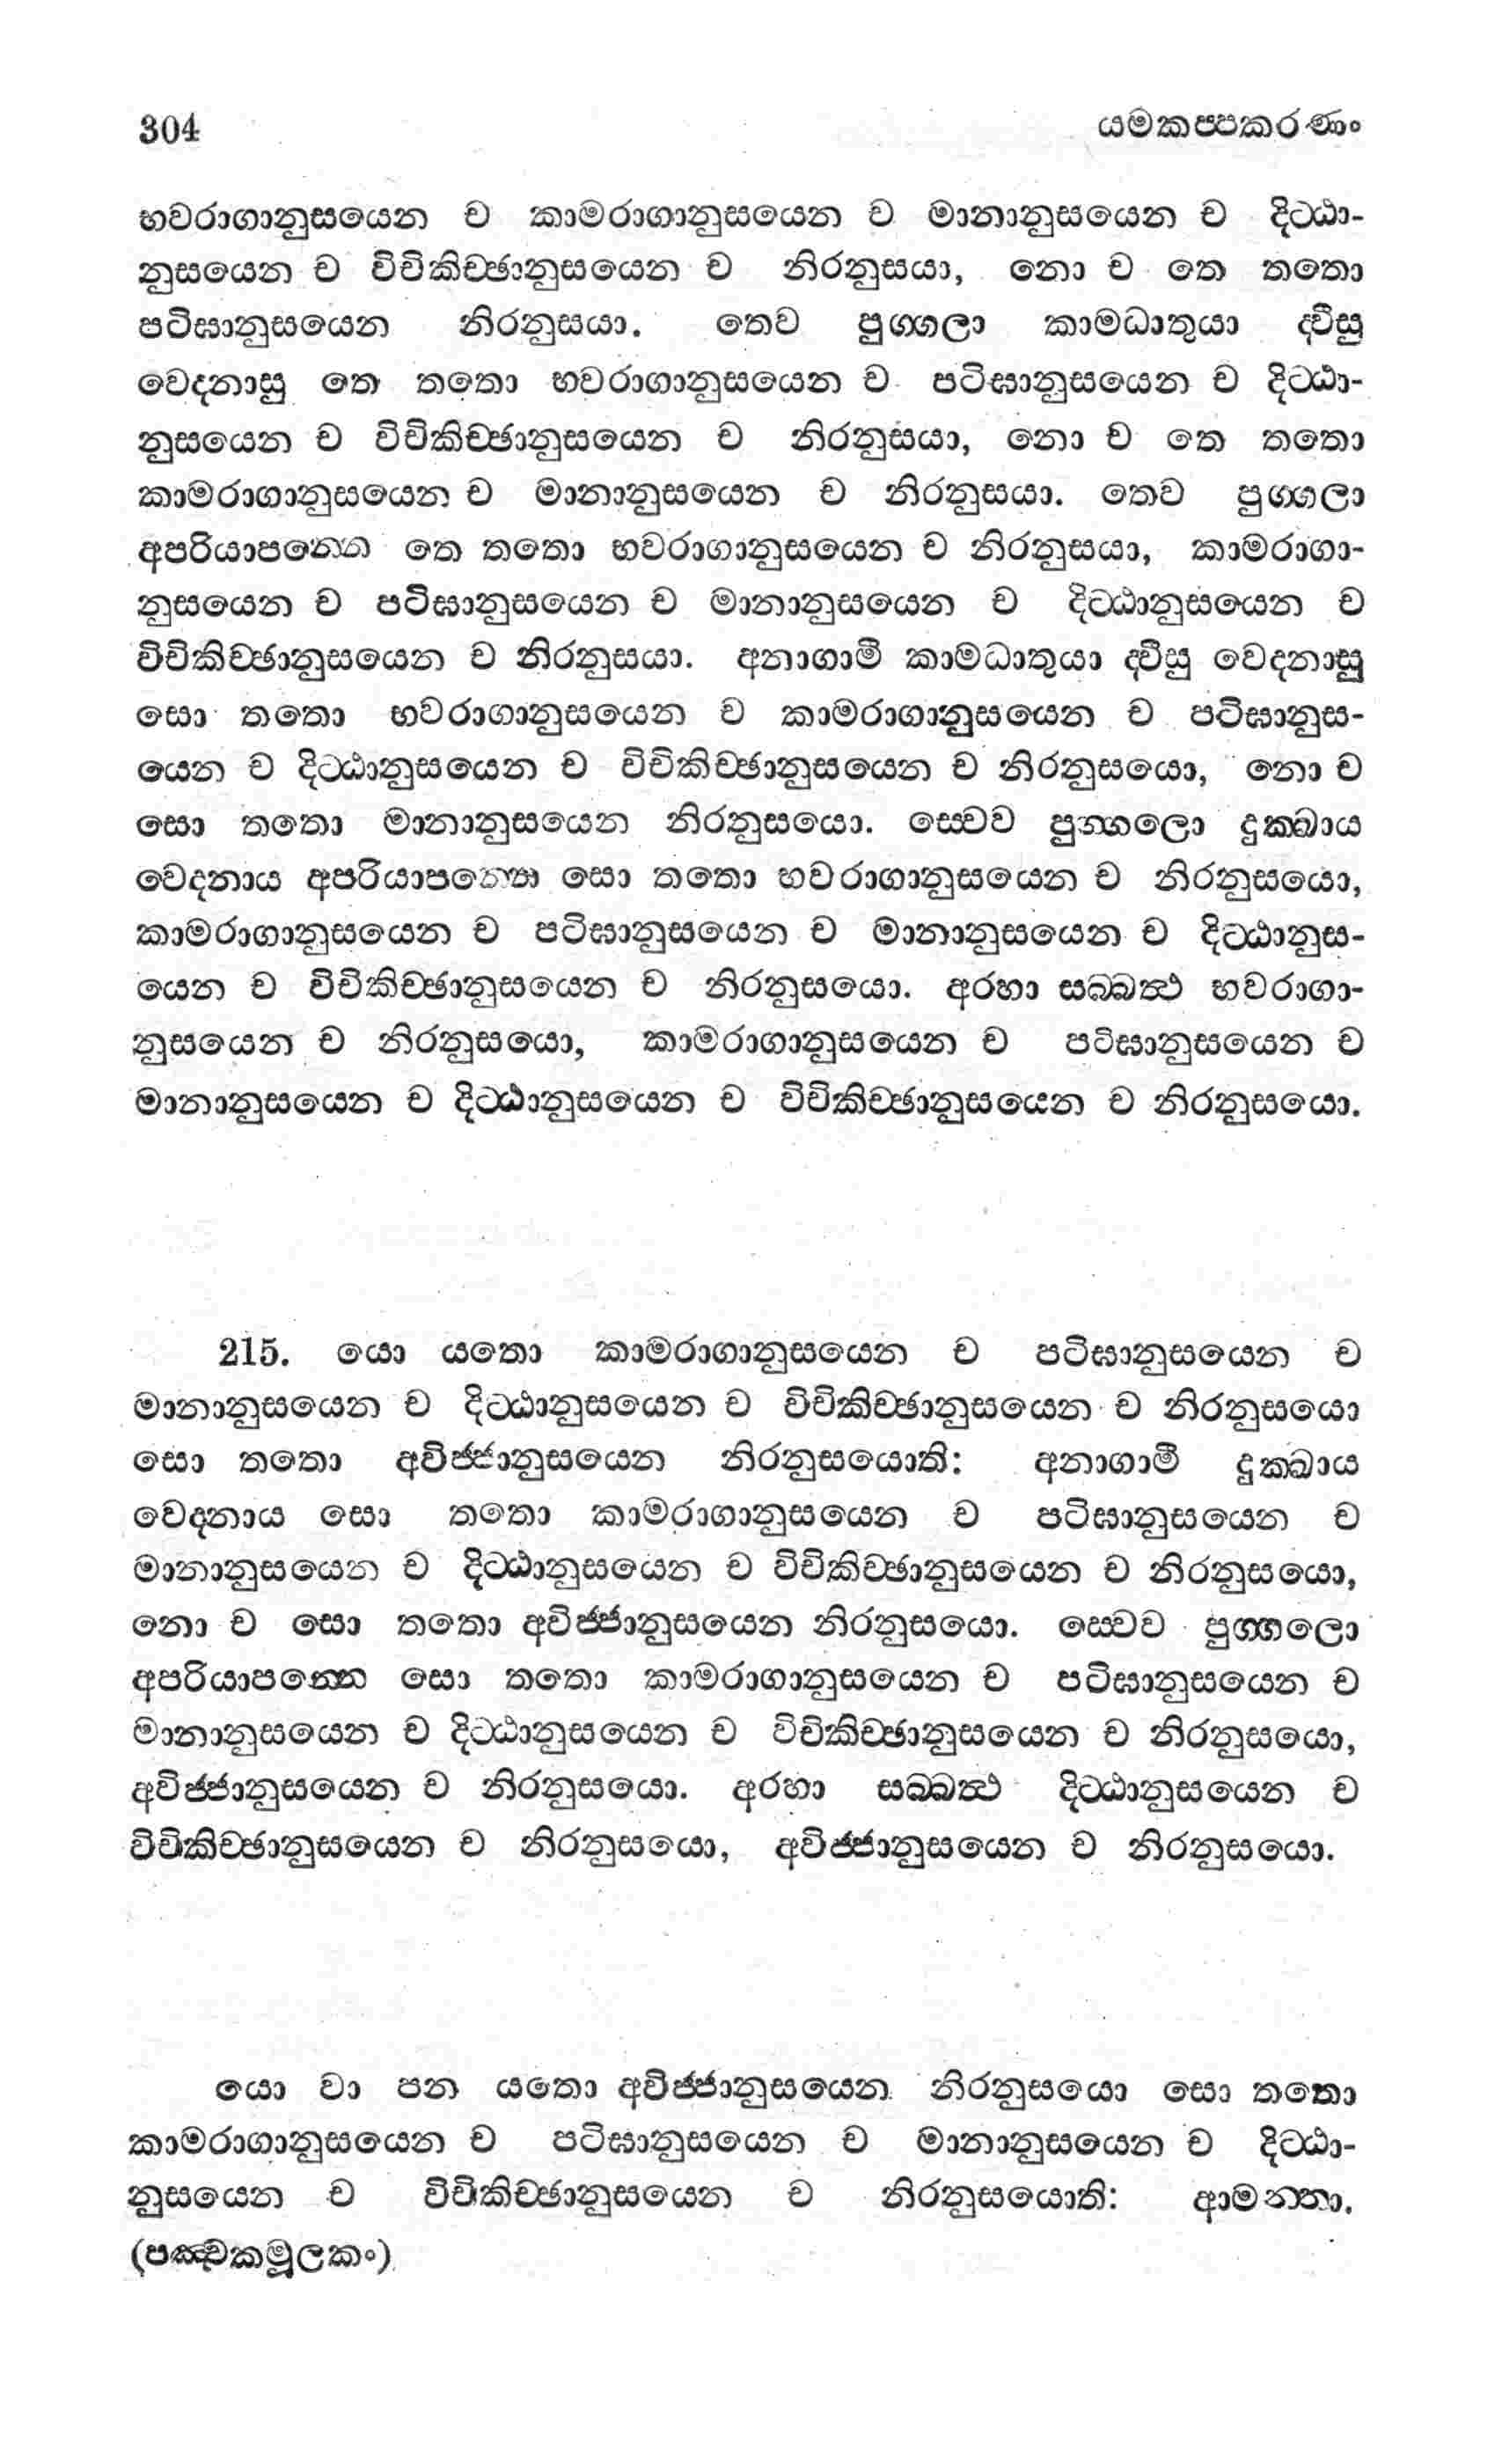 304 යමකප්පකරණං
භවරාගානුසයෙන ච කාමරාගානුසයෙන ච මානානුසයෙන ච දිට්ඨා-
නුසයෙන ච විචිකිච්ඡානුසයෙන ච නිරනුසයා, නො ච තෙ තතො
පටිඝානුසයෙන නිරනුසයා. තෙව පුග්ගලා කාමධාතුයා ද්වීසු
වෙදනාසු තෙ තතො භවරාගානුසයෙන ච පටිඝානුසයෙන ච දිට්ඨා-
නුසයෙන ච විචිකිච්ඡානුසයෙන ච නිරනුසයා, නො ච තෙ තතො
කාමරාගානුසයෙන ච මානානුසයෙන ච නිරනුසයා. තෙව පුග්ගලා
අපරියාපන්නෙ තෙ තතො භවරාගානුසයෙන ච නිරනුසයා, කාමරාගා-
නුසයෙන ච පටිඝානුසයෙන ච මානානුසයෙන ච දිට්ඨානුසයෙන ච
විචිකිච්ඡානුසයෙන ච නිරනුසයා. අනාගාමී කාමධාතුයා ද්වීසු වෙදනාසු
සො තතො භවරාගානුසයෙන ච කාමරාගානුසයෙන ච පටිඝානුස-
යෙන ච දිට්ඨානුසයෙන ච විචිකිච්ඡානුසයෙන ච නිරනුසයො, නො ච
සො තතො මානානුසයෙන නිරනුසයො. ස්වෙව පුග්ගලො දුක්ඛාය
වෙදනාය අපරියාපන්නෙ සො තතො භවරාගානුසයෙන ච නිරනුසයො,
කාමරාගානුසයෙන ච පටිඝානුසයෙන ච මානානුසයෙන ච දිට්ඨානුස-
යෙන ච විචිකිච්ඡානුසයෙන ච නිරනුසයො. අරහා සබ්බත්ථ භවරාගා-
නුසයෙන ච නිරනුසයො, කාමරාගානුසයෙන ච පටිඝානුසයෙන ච
මානානුසයෙන ච දිට්ඨානුසයෙන ච විචිකිච්ඡානුසයෙන ච නිරනුසයො.
215. යො යතො කාමරාගානුසයෙන ච පටිඝානුසයෙන ච
මානානුසයෙන ච දිට්ඨානුසයෙන ච විචිකිච්ඡානුසයෙන ච නිරනුසයො
සො තතො අවිජ්ජානුසයෙන නිරනුසයොති: අනාගාමී දුක්ඛාය
වෙදනාය සො තතො කාමරාගානුසයෙන ච පටිඝානුසයෙන ච
මානානුසයෙන ච දිට්ඨානුසයෙන ච විචිකිච්ඡානුසයෙන ච නිරනුසයො,
නො ච සො තතො අවිජ්ජානුසයෙන නිරනුසයො. ස්වෙව පුග්ගලො
අපරියාපන්නෙ සො තතො කාමරාගානුසයෙන ච පටිඝානුසයෙන ච
මානානුසයෙන ච දිට්ඨානුසයෙන ච විචිකිච්ඡානුසයෙන ච නිරනුසයො,
අවිජ්ජානුසයෙන ච නිරනුසයො. අරහා සබ්බත්ථ දිට්ඨානුසයෙන ච
විචිකිච්ඡානුසයෙන ච නිරනුසයො, අවිජ්ජානුසයෙන ච නිරනුසයො.
යො වා පන යතො අවිජ්ජානුසයෙන නිරනුසයො සො තතො
කාමරාගානුසයෙන ච පටිඝානුසයෙන ච මානානුසයෙන ච දිට්ඨා-
නුසයෙන ච විචිකිච්ඡානුසයෙන ච නිරනුසයොති: ආමන්තා.
(පඤ්චකමූලකං)